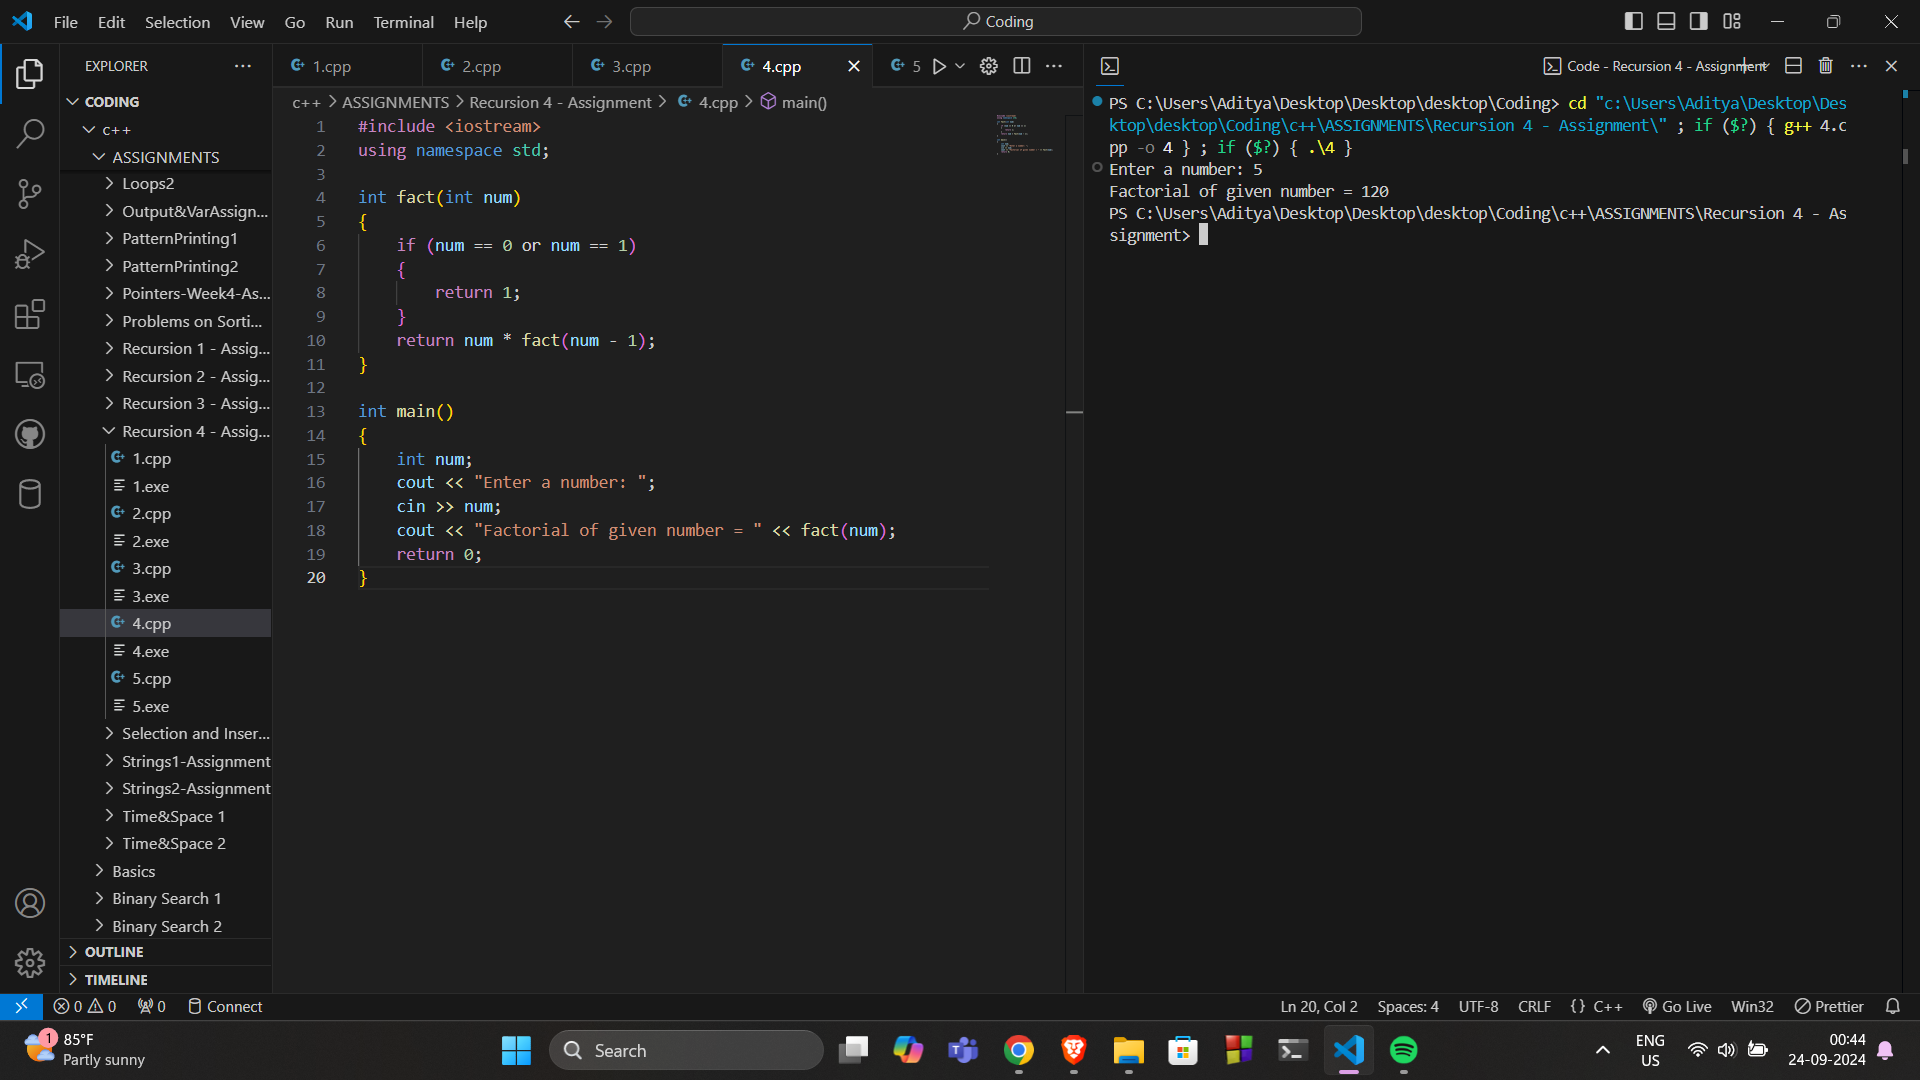 File Edit Selection View Go Run Terminal Help
Coding
EXPLORER
1.cpp
2.cpp
3.cpp
4.cpp
5
Code - Recursion 4 - Assignment
CODING
c++
ASSIGNMENTS
Loops2
Output&VarAssign...
PatternPrinting1
PatternPrinting2
Pointers-Week4-As...
Problems on Sorti...
Recursion 1 - Assig...
Recursion 2 - Assig...
Recursion 3 - Assig...
Recursion 4 - Assig...
1.cpp
1.exe
2.cpp
2.exe
3.cpp
3.exe
4.cpp
4.exe
5.cpp
5.exe
Selection and Inser...
Strings1-Assignment
Strings2-Assignment
Time&Space 1
Time&Space 2
Basics
Binary Search 1
Binary Search 2
OUTLINE
TIMELINE
c++ > ASSIGNMENTS > Recursion 4 - Assignment > 4.cpp > main()
1 #include <iostream>
2 using namespace std;
3
4 int fact(int num)
5 {
6 if (num == 0 or num == 1)
7 {
8 return 1;
9 }
10 return num * fact(num - 1);
11 }
12
13 int main()
14 {
15 int num;
16 cout << "Enter a number: ";
17 cin >> num;
18 cout << "Factorial of given number = " << fact(num);
19 return 0;
20 }
PS C:\Users\Aditya\Desktop\Desktop\desktop\Coding> cd "c:\Users\Aditya\Desktop\Des
ktop\desktop\Coding\c++\ASSIGNMENTS\Recursion 4 - Assignment\" ; if ($?) { g++ 4.c
pp -o 4 } ; if ($?) { .\4 }
Enter a number: 5
Factorial of given number = 120
PS C:\Users\Aditya\Desktop\Desktop\desktop\Coding\c++\ASSIGNMENTS\Recursion 4 - As
signment>
0 0 0 Connect
Ln 20, Col 2 Spaces: 4 UTF-8 CRLF {} C++ Go Live Win32 Prettier
1
85°F
Partly sunny
Search
ENG
US
00:44
24-09-2024